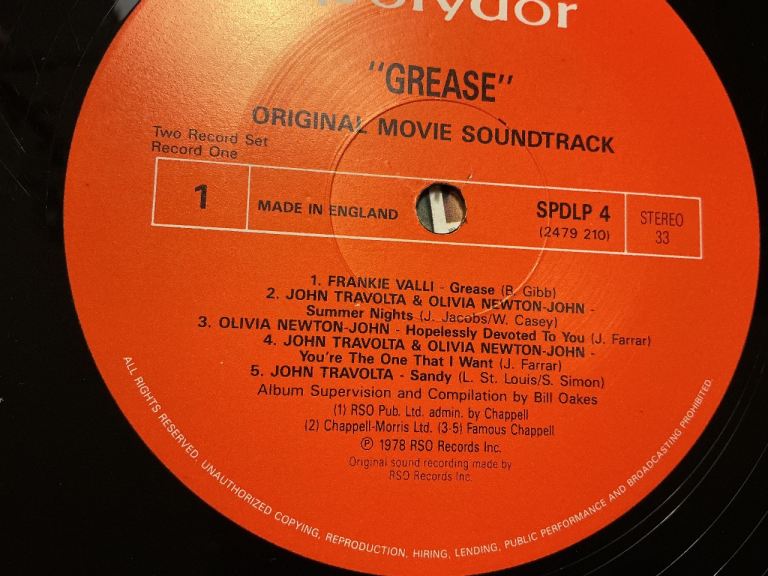 polydor
"GREASE"
ORIGINAL MOVIE SOUNDTRACK
Two Record Set
Record One
1
MADE IN ENGLAND
SPDLP 4
(2479 210)
STEREO
33
1. FRANKIE VALLI - Grease (B. Gibb)
2. JOHN TRAVOLTA & OLIVIA NEWTON-JOHN -
Summer Nights (J. Jacobs/W. Casey)
3. OLIVIA NEWTON-JOHN - Hopelessly Devoted To You (J. Farrar)
4. JOHN TRAVOLTA & OLIVIA NEWTON-JOHN -
You're The One That I Want (J. Farrar)
5. JOHN TRAVOLTA - Sandy (L. St. Louis/S. Simon)
Album Supervision and Compilation by Bill Oakes
(1) RSO Pub. Ltd. admin. by Chappell
(2) Chappell-Morris Ltd. (3-5) Famous Chappell
℗ 1978 RSO Records Inc.
Original sound recording made by
RSO Records Inc.
ALL RIGHTS RESERVED. UNAUTHORIZED COPYING, REPRODUCTION, HIRING, LENDING, PUBLIC PERFORMANCE AND BROADCASTING PROHIBITED.